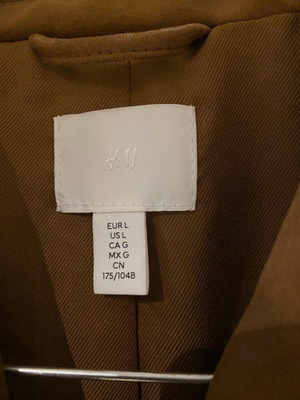 H&M
EUR L
US L
CA G
MX G
CN
175/104B